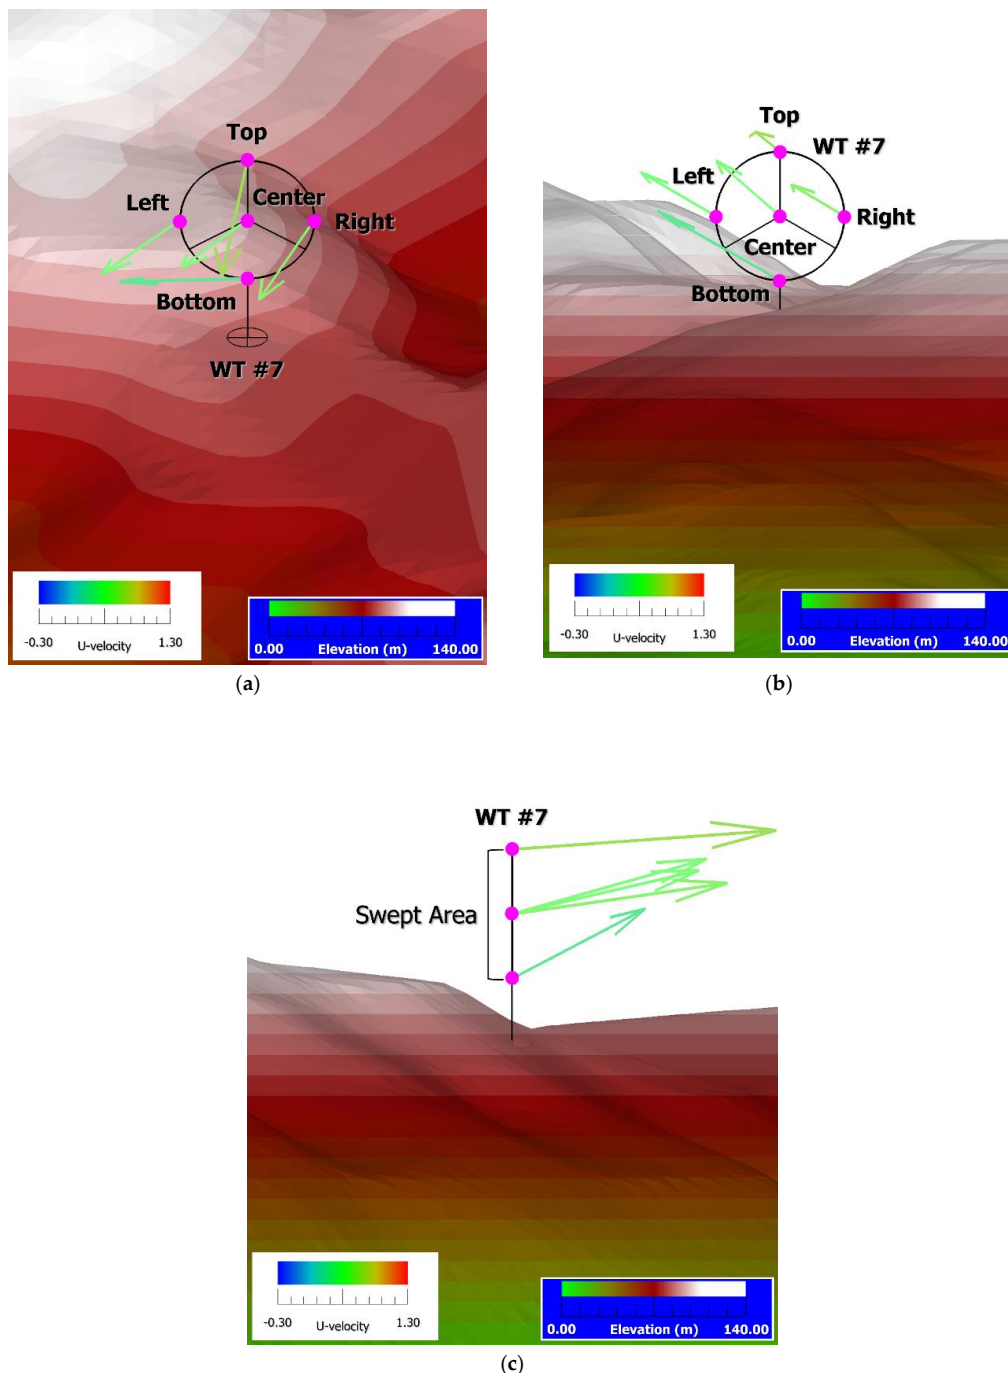 Top
Left
Center
Right
Bottom
WT #7
-0.30
U-velocity
1.30
0.00
Elevation (m)
140.00
(a)
Top
WT #7
Left
Right
Center
Bottom
-0.30
U-velocity
1.30
0.00
Elevation (m)
140.00
(b)
WT #7
Swept Area
-0.30
U-velocity
1.30
0.00
Elevation (m)
140.00
(c)